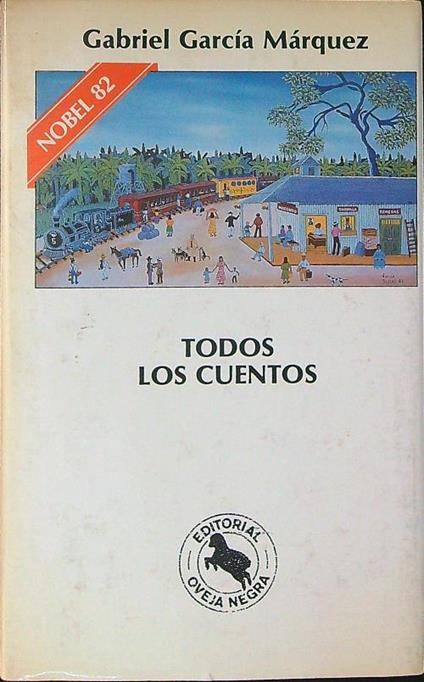 Gabriel García Márquez
NOBEL 82
TODOS
LOS CUENTOS
EDITORIAL
OVEJA NEGRA